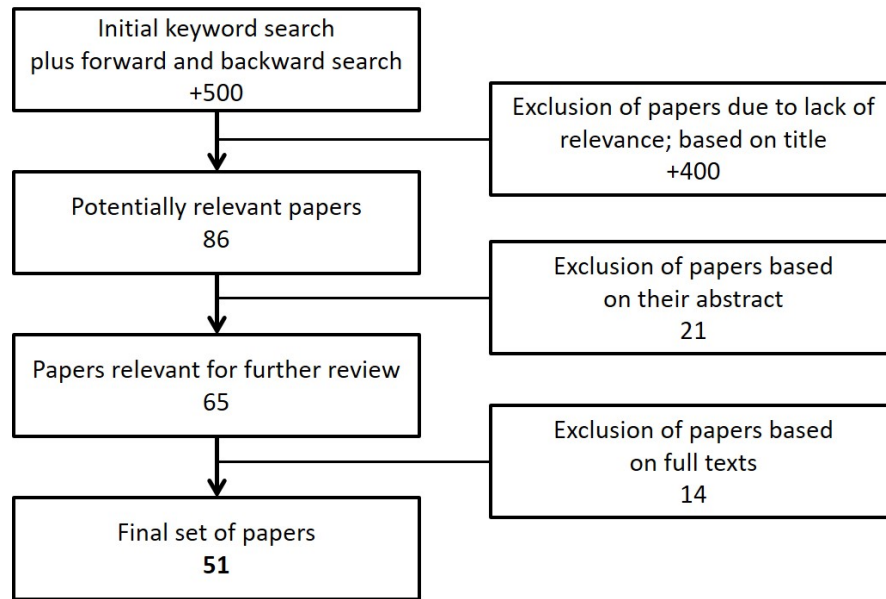 Initial keyword search
plus forward and backward search
+500
Exclusion of papers due to lack of
relevance; based on title
+400
Potentially relevant papers
86
Exclusion of papers based
on their abstract
21
Papers relevant for further review
65
Exclusion of papers based
on full texts
14
Final set of papers
51